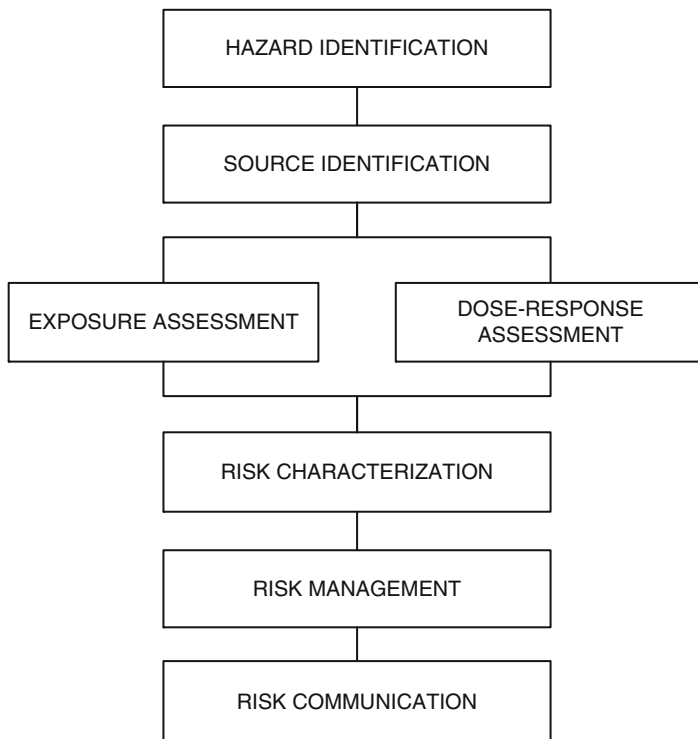 HAZARD IDENTIFICATION
SOURCE IDENTIFICATION
EXPOSURE ASSESSMENT
DOSE-RESPONSE
ASSESSMENT
RISK CHARACTERIZATION
RISK MANAGEMENT
RISK COMMUNICATION